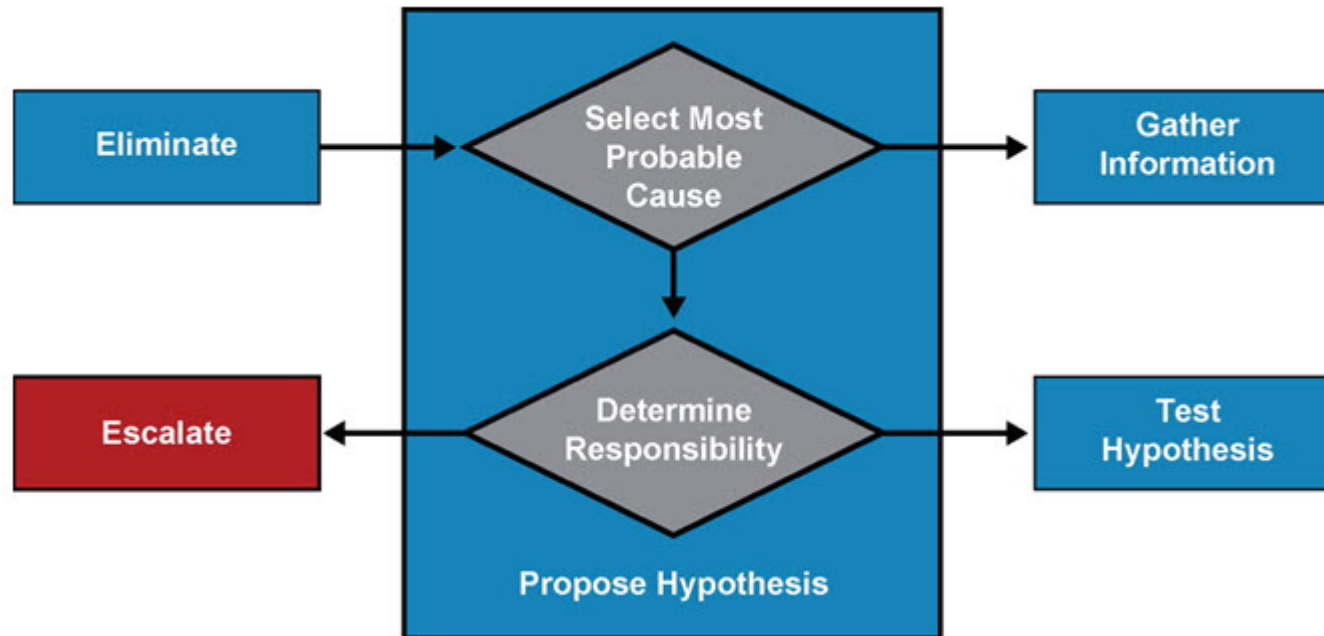 Eliminate
Select Most
Probable
Cause
Gather
Information
Escalate
Determine
Responsibility
Test
Hypothesis
Propose Hypothesis